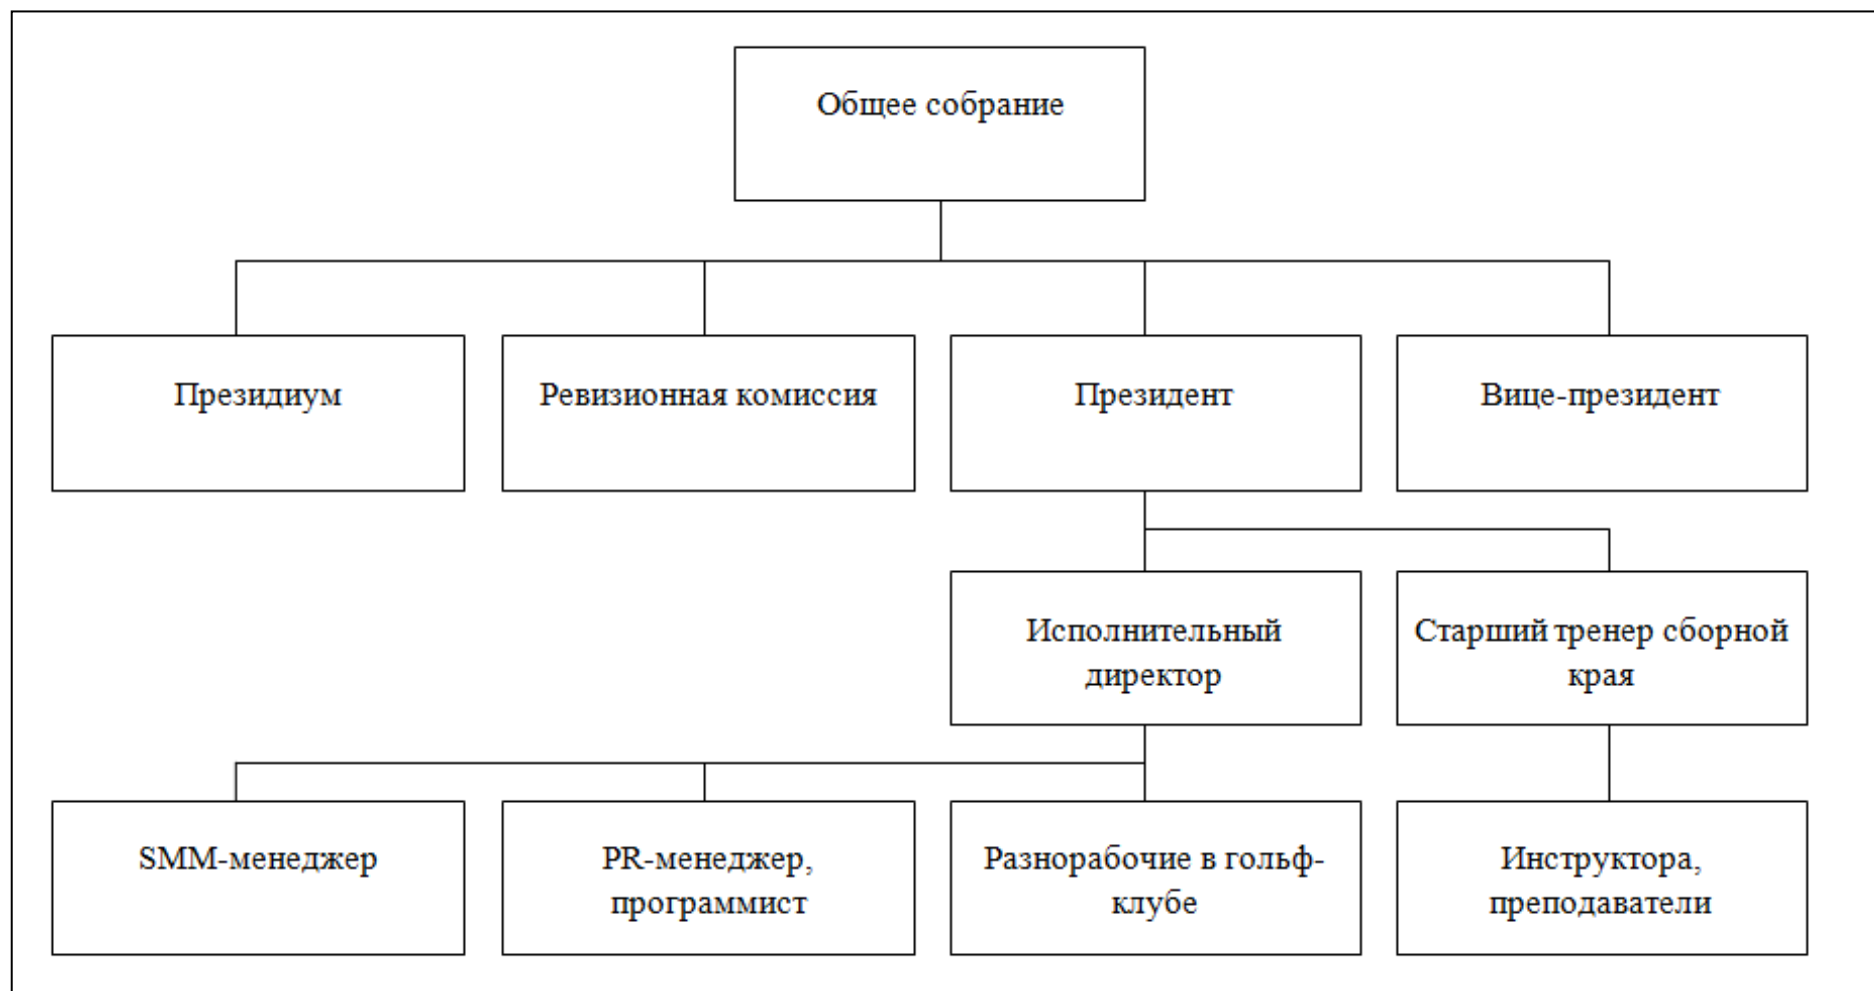 Общее собрание
Президиум
Ревизионная комиссия
Президент
Вице-президент
Исполнительный
директор
Старший тренер сборной
края
SMM-менеджер
PR-менеджер,
программист
Разнорабочие в гольф-
клубе
Инструктора,
преподаватели